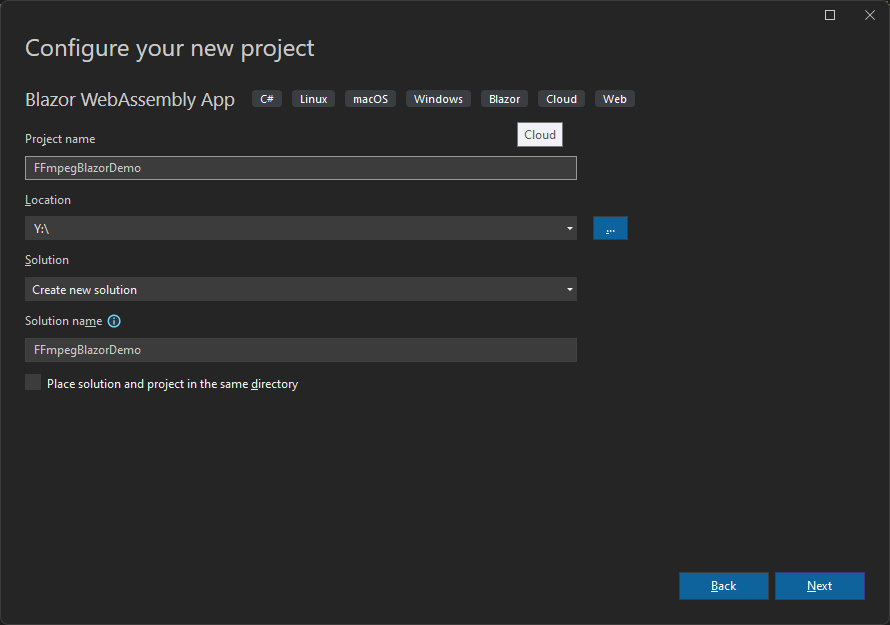 Configure your new project
Blazor WebAssembly App C# Linux macOS Windows Blazor Cloud Web
Cloud
Project name
FFmpegBlazorDemo
Location
Y:\
...
Solution
Create new solution
Solution name
FFmpegBlazorDemo
Place solution and project in the same directory
Back Next